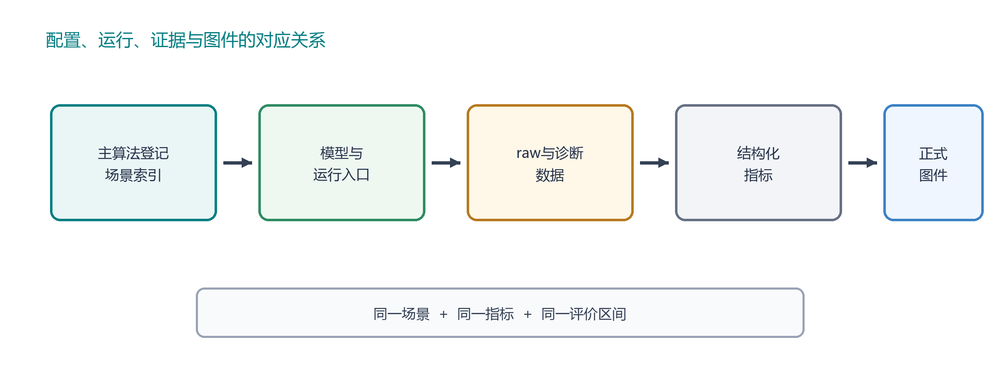 配置、运行、证据与图件的对应关系
主算法登记
场景索引
模型与
运行入口
raw与诊断
数据
结构化
指标
正式
图件
同一场景 + 同一指标 + 同一评价区间